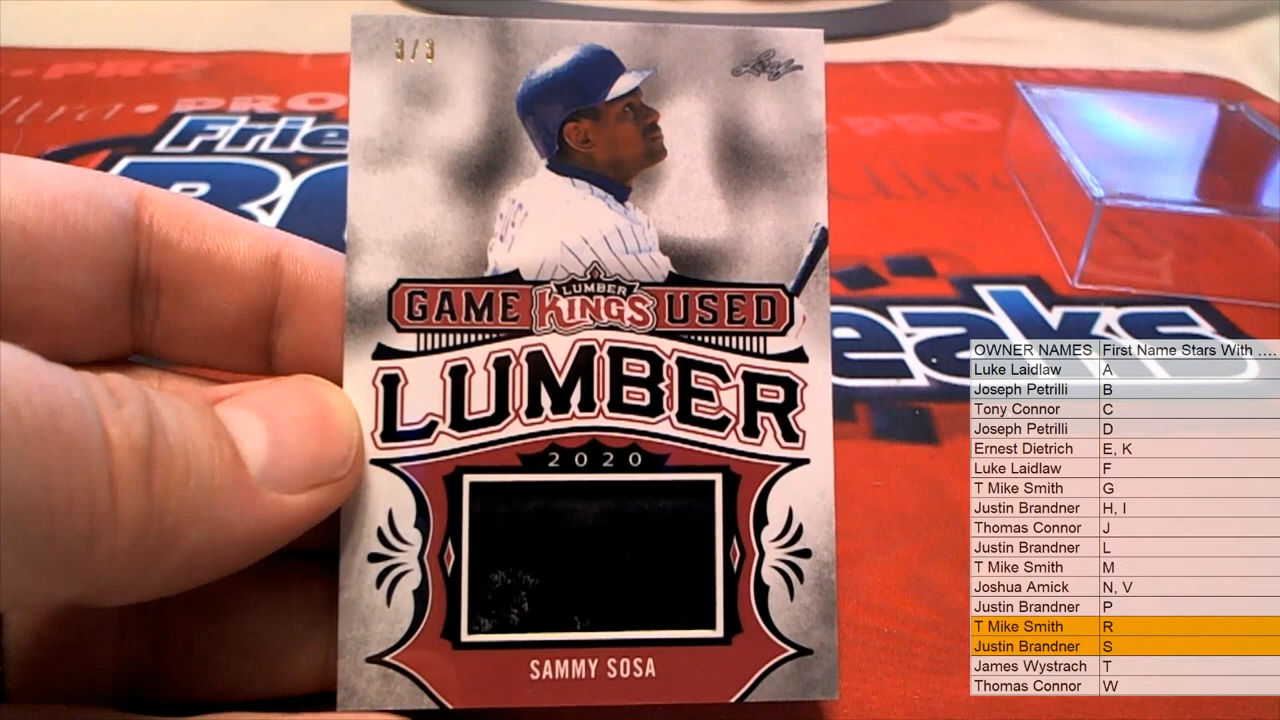 3/3
Leaf
PRO
PRO
Frie
eaks
GAME LUMBER KINGS USED
LUMBER
2020
SAMMY SOSA
OWNER NAMES First Name Stars With ....
Luke Laidlaw A
Joseph Petrilli B
Tony Connor C
Joseph Petrilli D
Ernest Dietrich E, K
Luke Laidlaw F
T Mike Smith G
Justin Brandner H, I
Thomas Connor J
Justin Brandner L
T Mike Smith M
Joshua Amick N, V
Justin Brandner P
T Mike Smith R
Justin Brandner S
James Wystrach T
Thomas Connor W